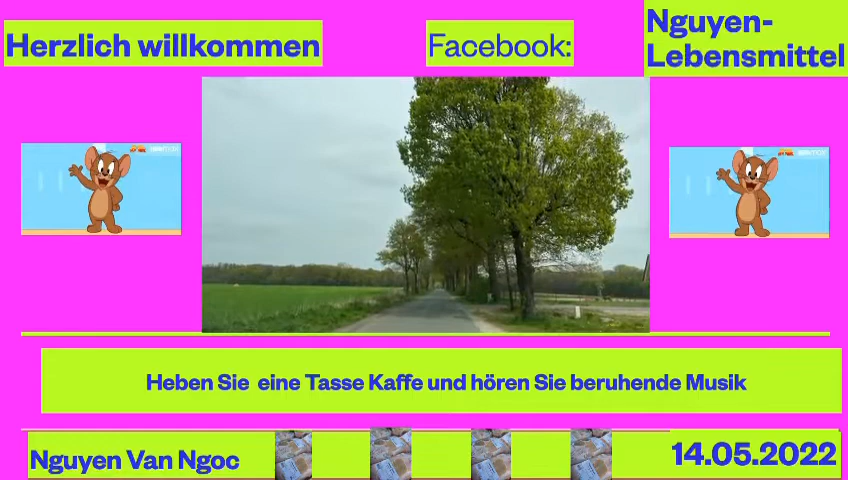 Herzlich willkommen
Facebook:
Nguyen-
Lebensmittel
Heben Sie eine Tasse Kaffe und hören Sie beruhende Musik
Nguyen Van Ngoc
14.05.2022